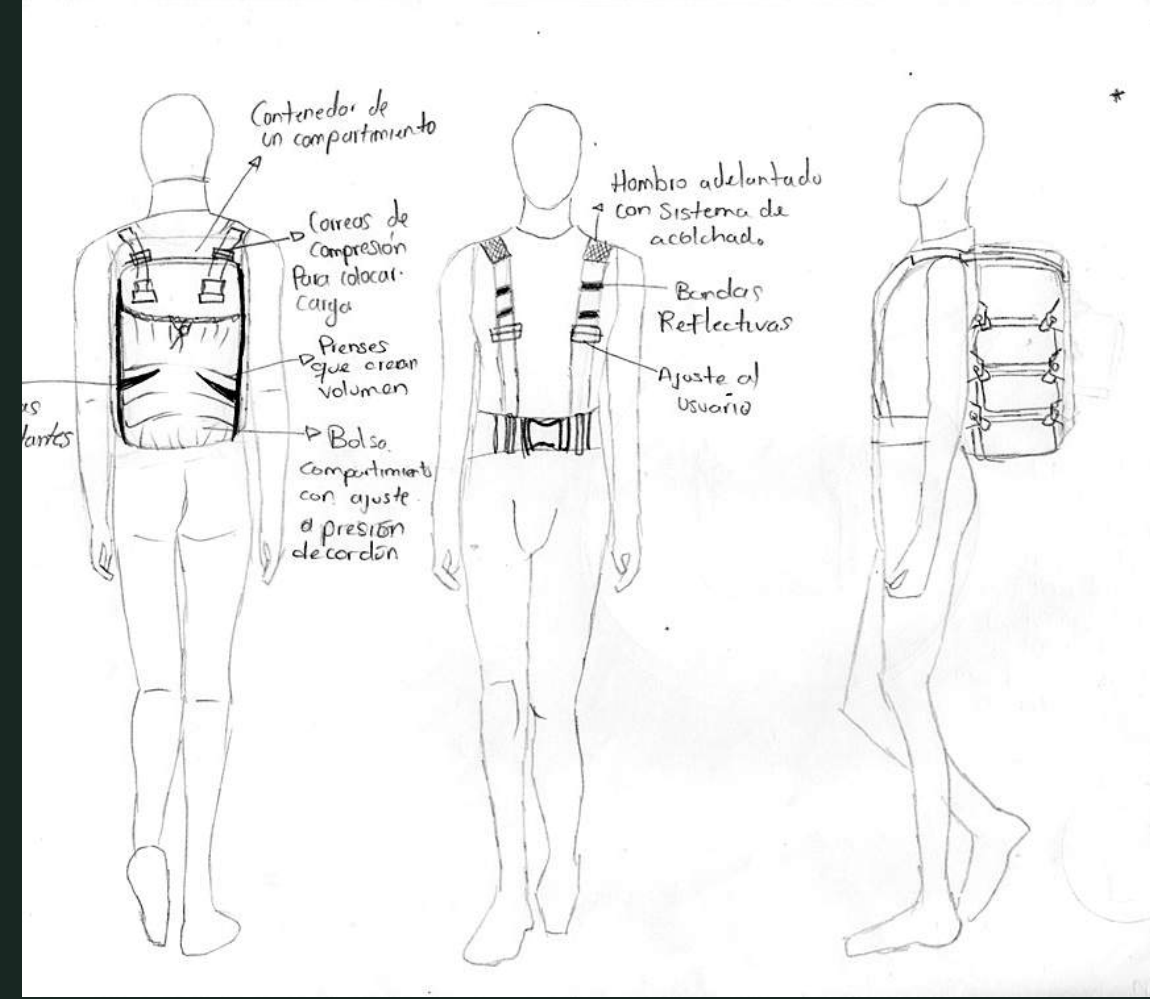 Contenedor de
un compartimiento
Correas de
compresión
Para colocar
Carga
Prienses
que crean
volumen
Bolso
compartimiento
con ajuste
a presión
de cordón
Hombro adelantado
con Sistema de
acolchado.
Bandas
Reflectivas
Ajuste al
usuario